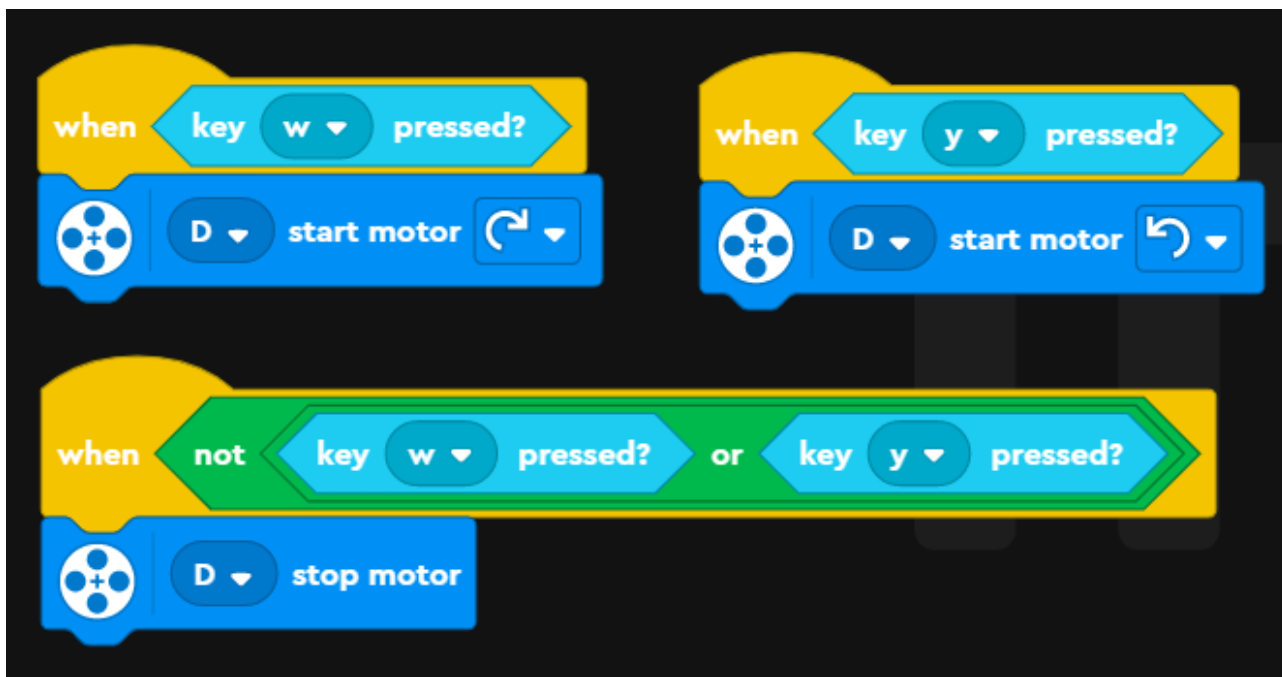 when key w pressed?
D start motor
when key y pressed?
D start motor
when not key w pressed? or key y pressed?
D stop motor